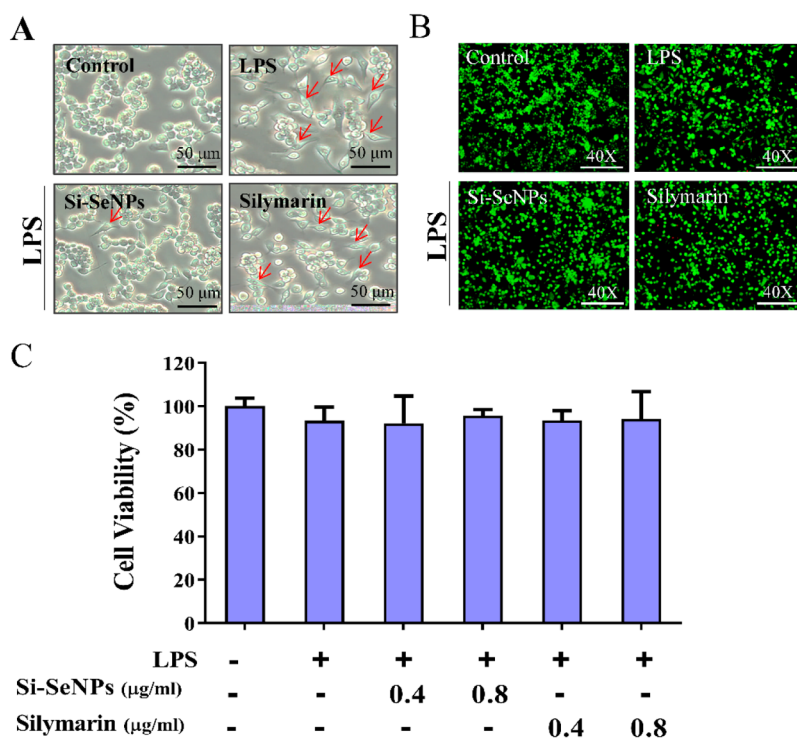 A
Control
LPS
50 μm
50 μm
Si-SeNPs
Silymarin
50 μm
50 μm
LPS
B
Control
LPS
40X
40X
Si-SeNPs
Silymarin
40X
40X
LPS
C
Cell Viability (%)
120
100
80
60
40
20
0
LPS - + + + + +
Si-SeNPs (μg/ml) - - 0.4 0.8 - -
Silymarin (μg/ml) - - - - 0.4 0.8